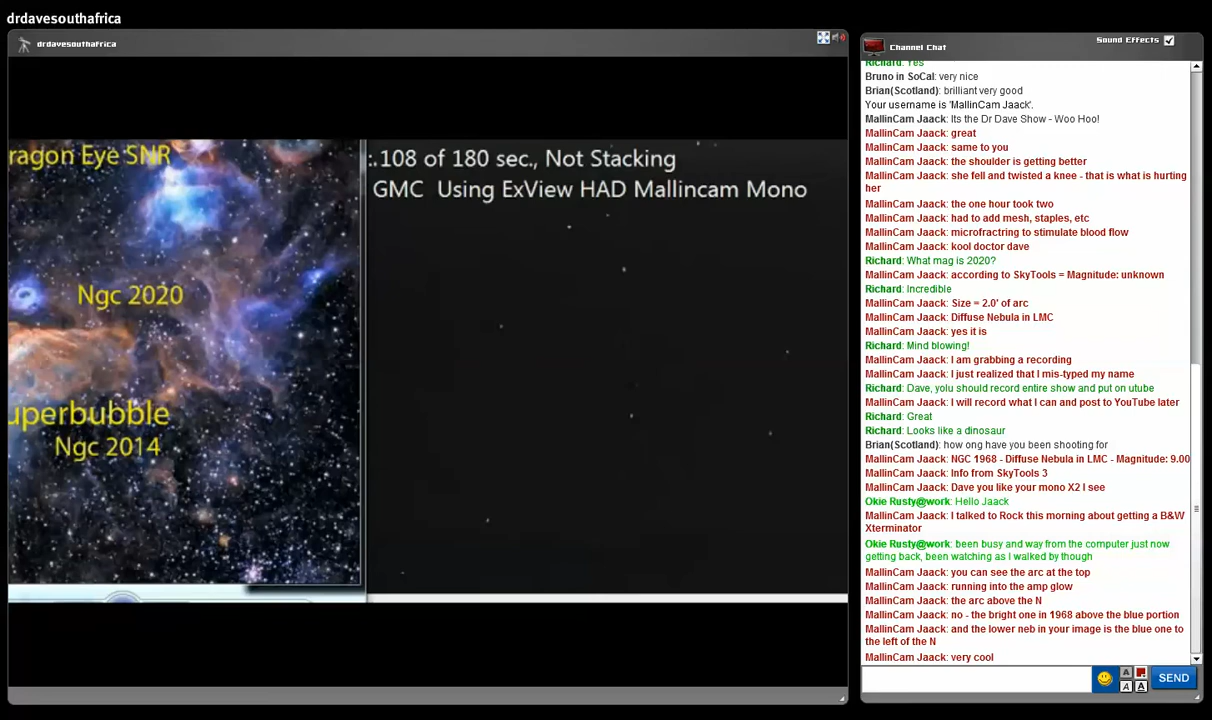 drdavesouthafrica
drdavesouthafrica
ragon Eye SNR
Ngc 2020
uperbubble
Ngc 2014
:.108 of 180 sec., Not Stacking
GMC Using ExView HAD Mallincam Mono
Sound Effects
Channel Chat
Richard: Yes
Bruno in SoCal: very nice
Brian(Scotland): brilliant very good
Your username is 'MallinCam Jaack'.
MallinCam Jaack: Its the Dr Dave Show - Woo Hoo!
MallinCam Jaack: great
MallinCam Jaack: same to you
MallinCam Jaack: the shoulder is getting better
MallinCam Jaack: she fell and twisted a knee - that is what is hurting
her
MallinCam Jaack: the one hour took two
MallinCam Jaack: had to add mesh, staples, etc
MallinCam Jaack: microfractring to stimulate blood flow
MallinCam Jaack: kool doctor dave
Richard: What mag is 2020?
MallinCam Jaack: according to SkyTools = Magnitude: unknown
Richard: Incredible
MallinCam Jaack: Size = 2.0' of arc
MallinCam Jaack: Diffuse Nebula in LMC
MallinCam Jaack: yes it is
Richard: Mind blowing!
MallinCam Jaack: I am grabbing a recording
MallinCam Jaack: I just realized that I mis-typed my name
Richard: Dave, yolu should record entire show and put on utube
MallinCam Jaack: I will record what I can and post to YouTube later
Richard: Great
Richard: Looks like a dinosaur
Brian(Scotland): how ong have you been shooting for
MallinCam Jaack: NGC 1968 - Diffuse Nebula in LMC - Magnitude: 9.00
MallinCam Jaack: Info from SkyTools 3
MallinCam Jaack: Dave you like your mono X2 I see
Okie Rusty@work: Hello Jaack
MallinCam Jaack: I talked to Rock this morning about getting a B&W
Xterminator
Okie Rusty@work: been busy and way from the computer just now
getting back, been watching as I walked by though
MallinCam Jaack: you can see the arc at the top
MallinCam Jaack: running into the amp glow
MallinCam Jaack: the arc above the N
MallinCam Jaack: no - the bright one in 1968 above the blue portion
MallinCam Jaack: and the lower neb in your image is the blue one to
the left of the N
MallinCam Jaack: very cool
A
A A
SEND